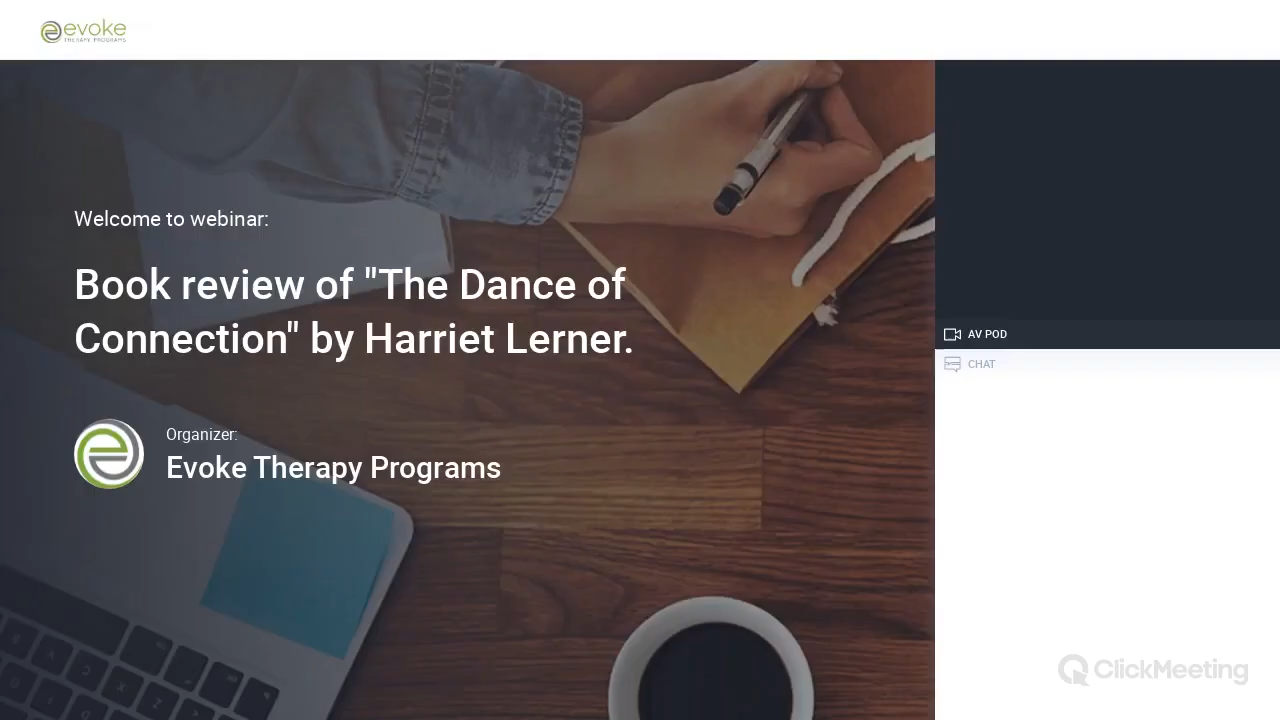 evoke
THERAPY PROGRAMS
Welcome to webinar:
Book review of "The Dance of
Connection" by Harriet Lerner.
Organizer:
Evoke Therapy Programs
AV POD
CHAT
ClickMeeting